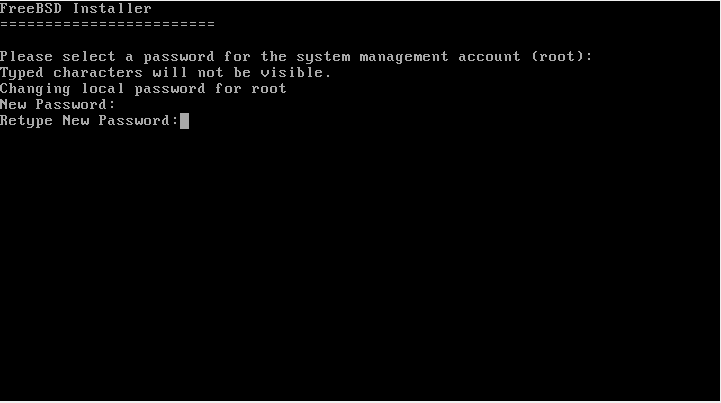 FreeBSD Installer
========================
Please select a password for the system management account (root):
Typed characters will not be visible.
Changing local password for root
New Password:
Retype New Password: